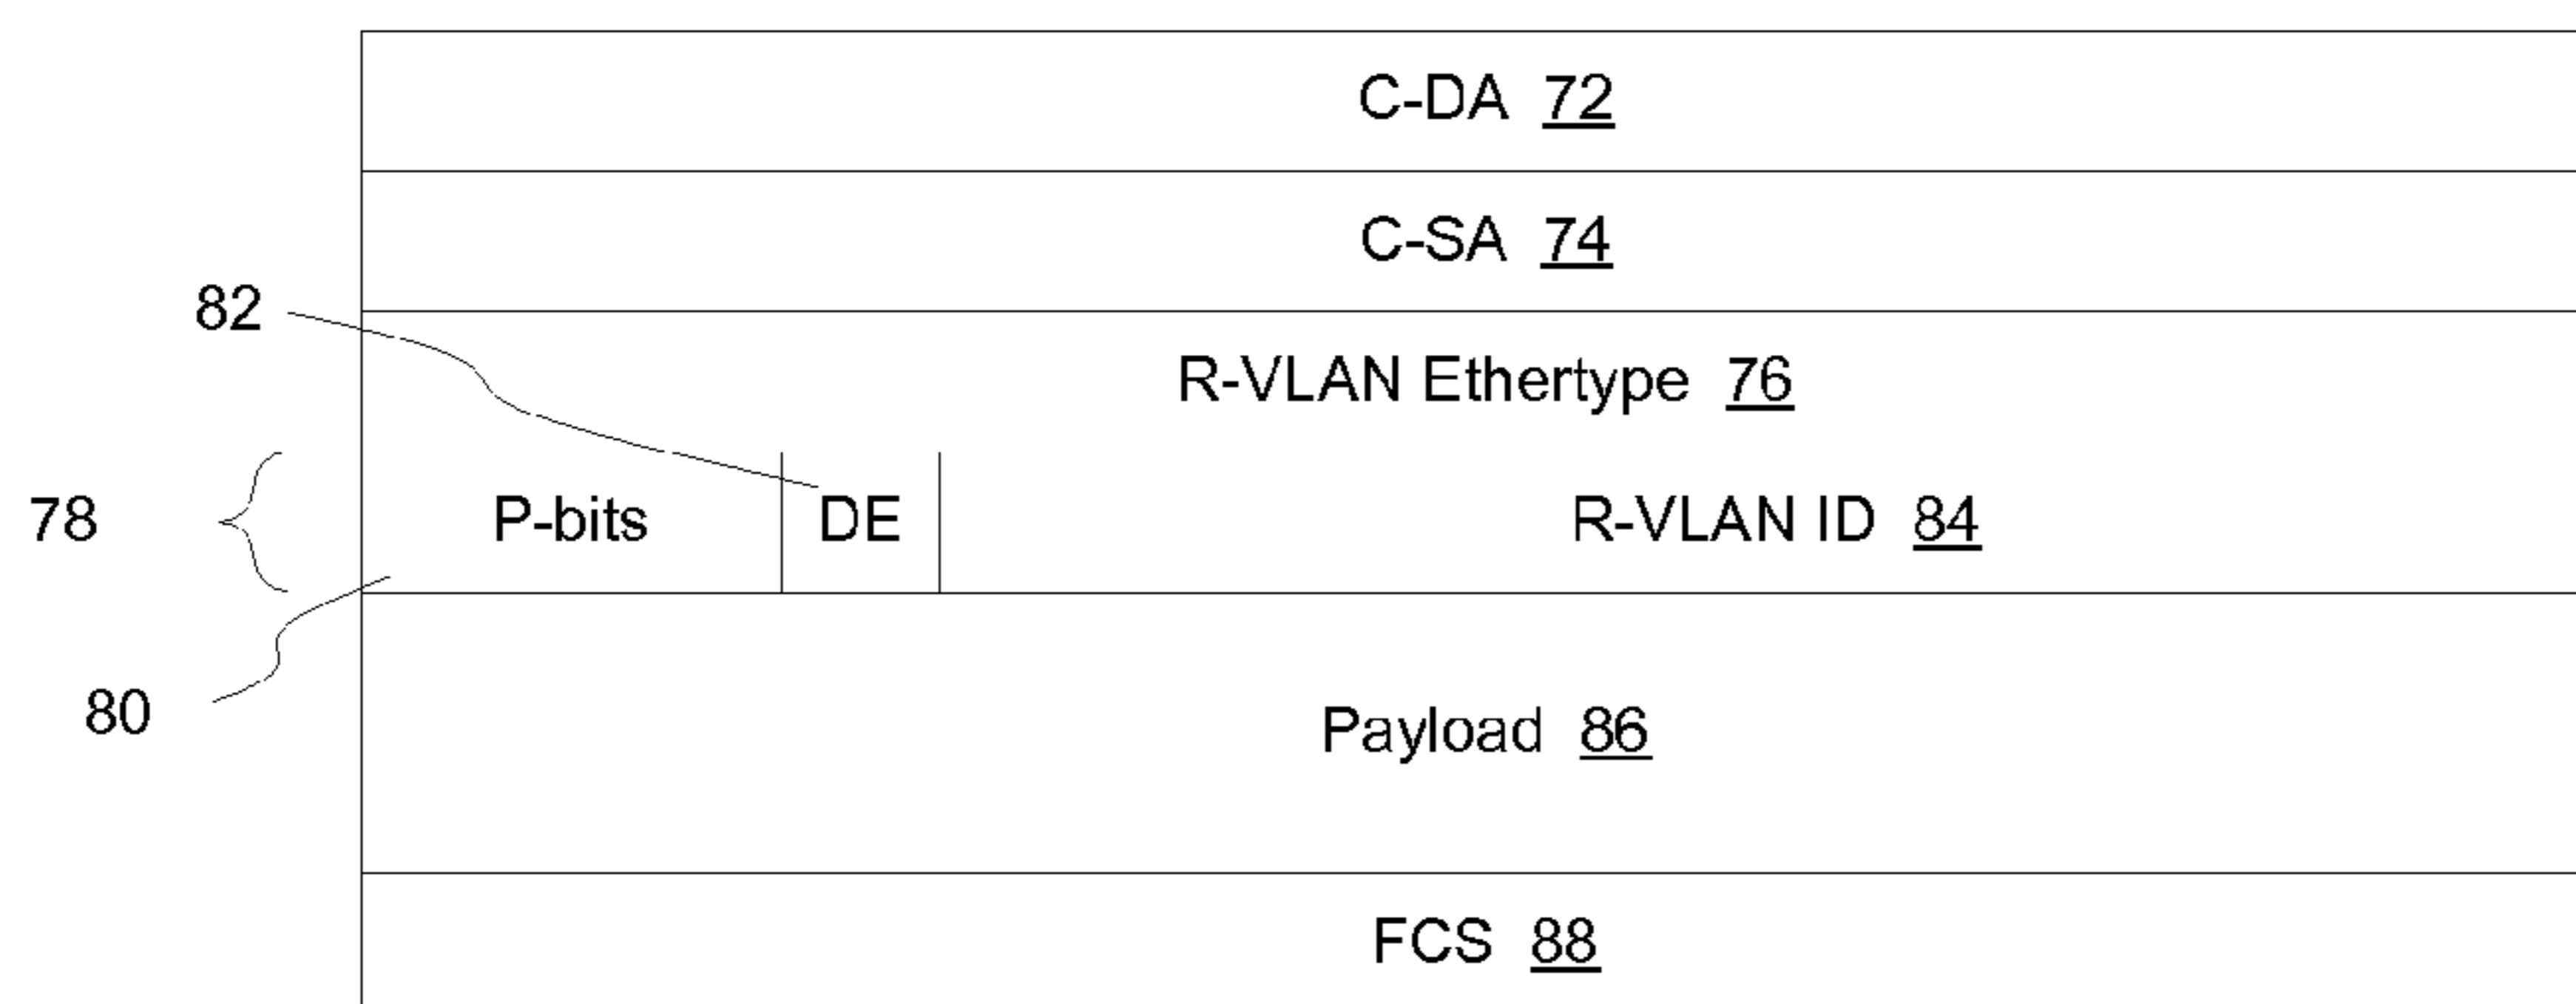 C-DA 72
C-SA 74
82
R-VLAN Ethertype 76
78 P-bits DE R-VLAN ID 84
80
Payload 86
FCS 88